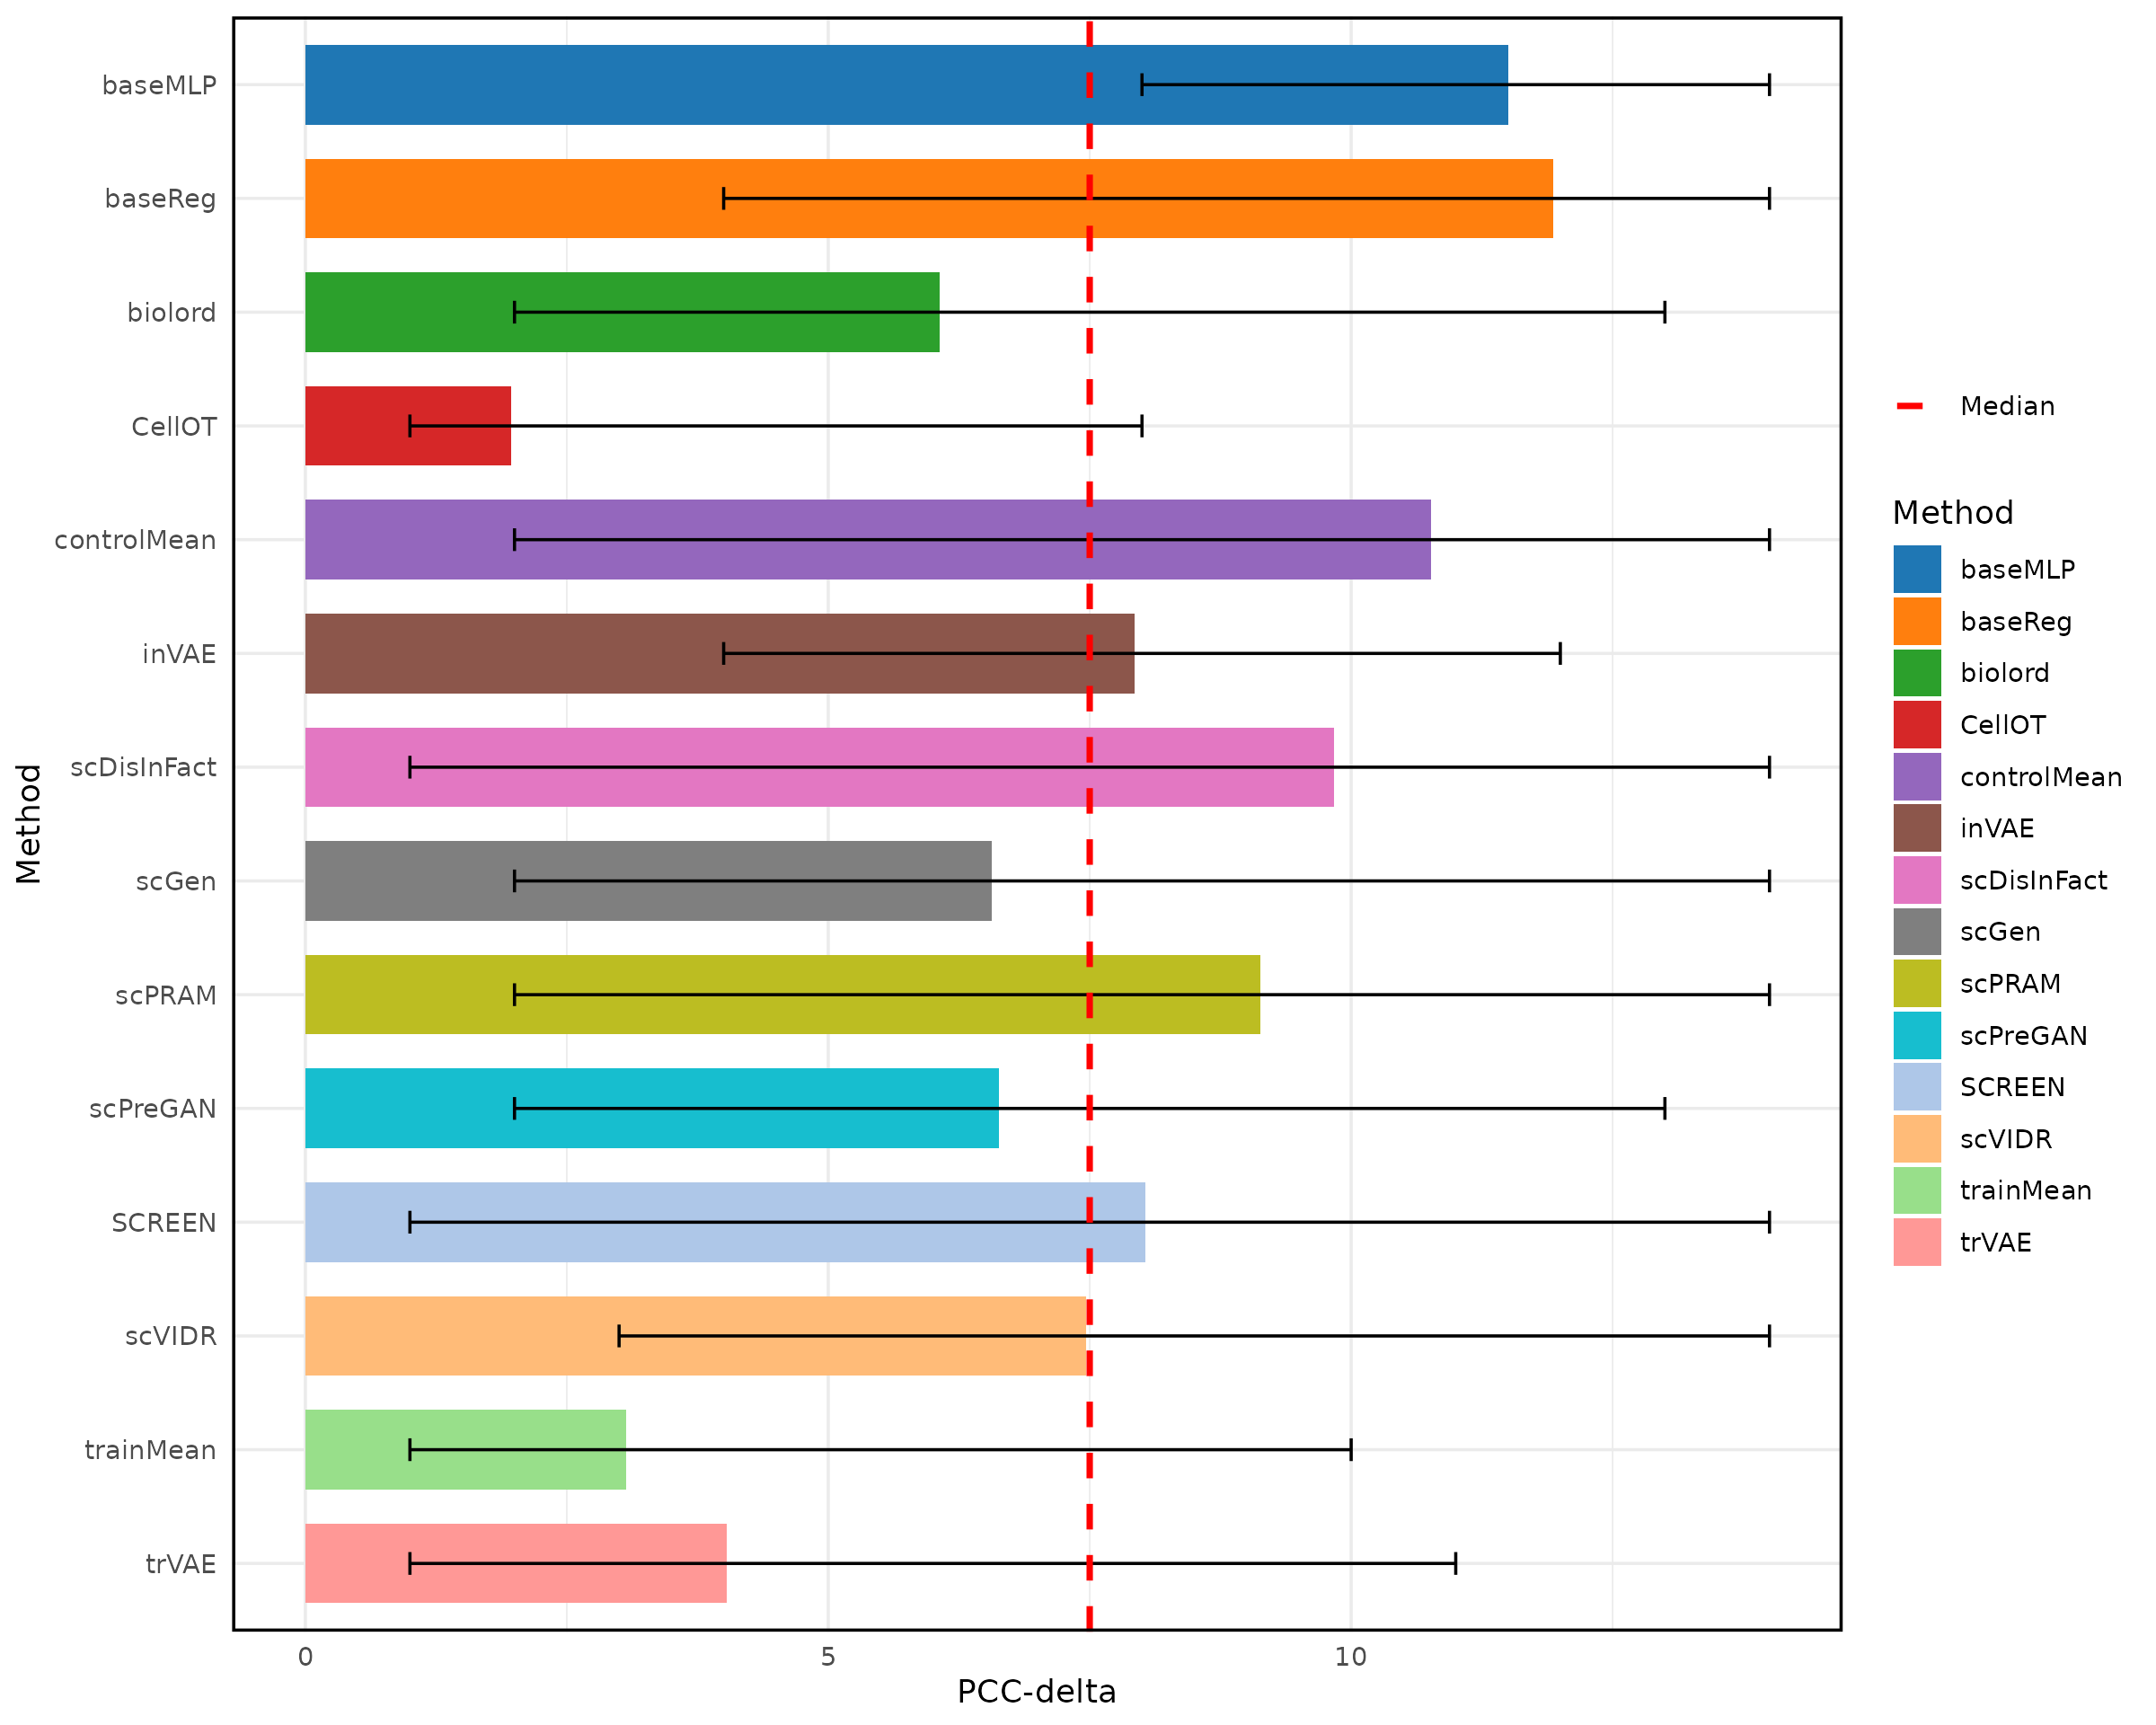 baseMLP
baseReg
biolord
CellOT
controlMean
inVAE
scDisInFact
scGen
scPRAM
scPreGAN
SCREEN
scVIDR
trainMean
trVAE
Method
0 5 10
PCC-delta
Median
Method
baseMLP
baseReg
biolord
CellOT
controlMean
inVAE
scDisInFact
scGen
scPRAM
scPreGAN
SCREEN
scVIDR
trainMean
trVAE